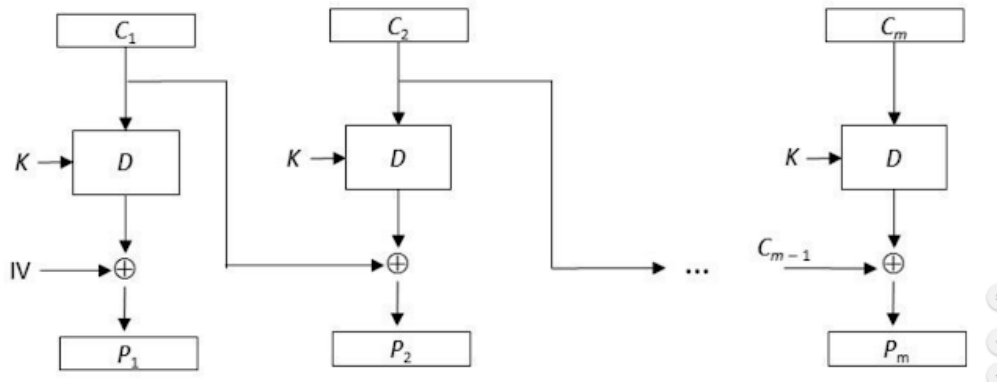 C₁ C₂ Cₘ
K D K D K D
IV ⊕ ⊕ ... Cₘ₋₁ ⊕
P₁ P₂ Pₘ